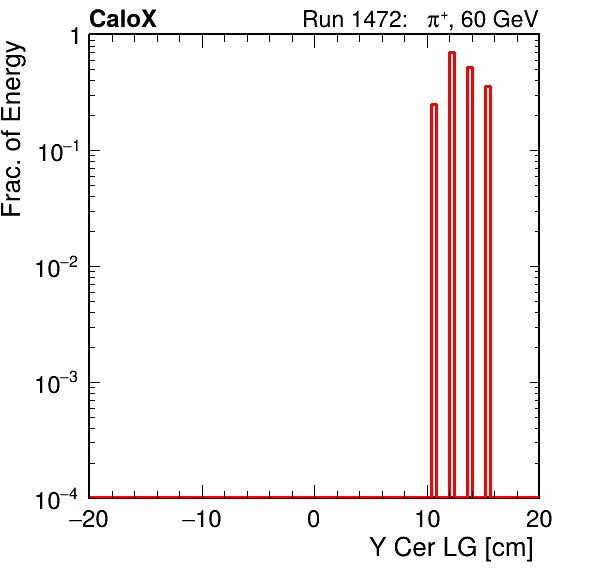 CaloX Run 1472: π⁺, 60 GeV
Frac. of Energy
1
10⁻¹
10⁻²
10⁻³
10⁻⁴
−20 −10 0 10 20
Y Cer LG [cm]